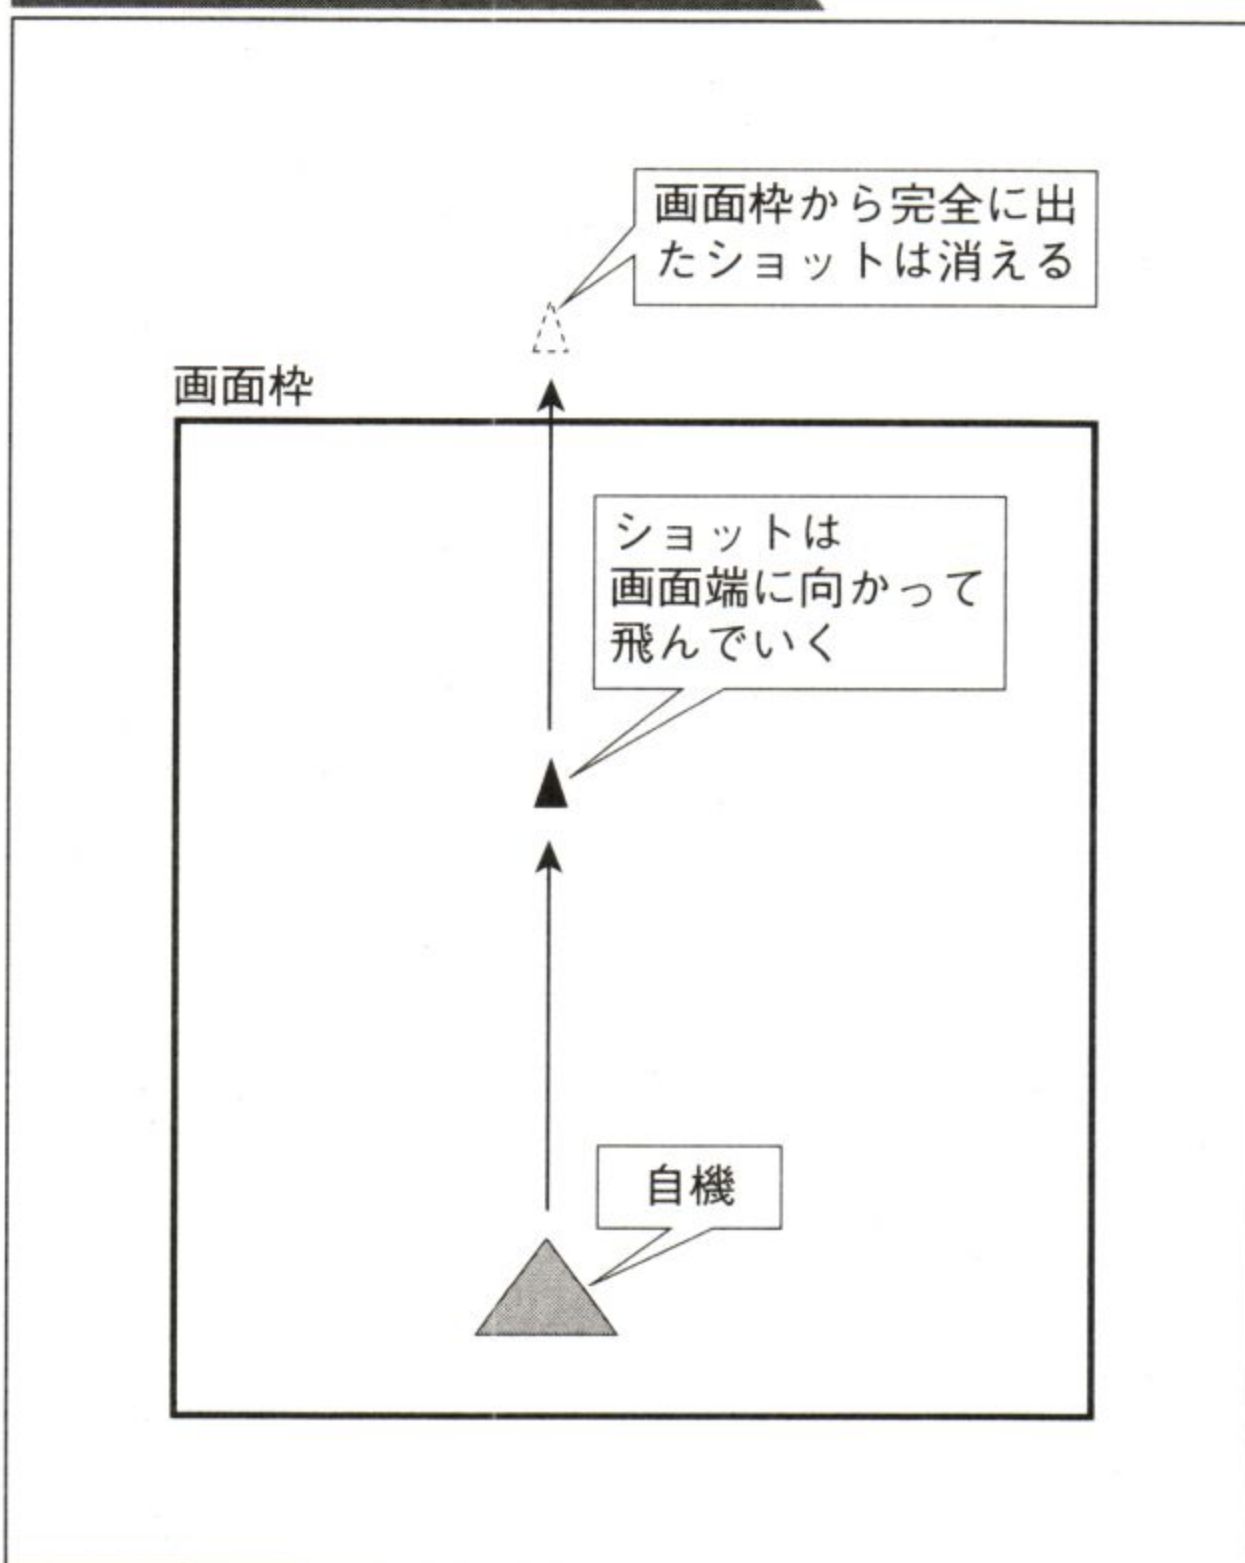 画面枠から完全に出
たショットは消える
画面枠
ショットは
画面端に向かって
飛んでいく
自機